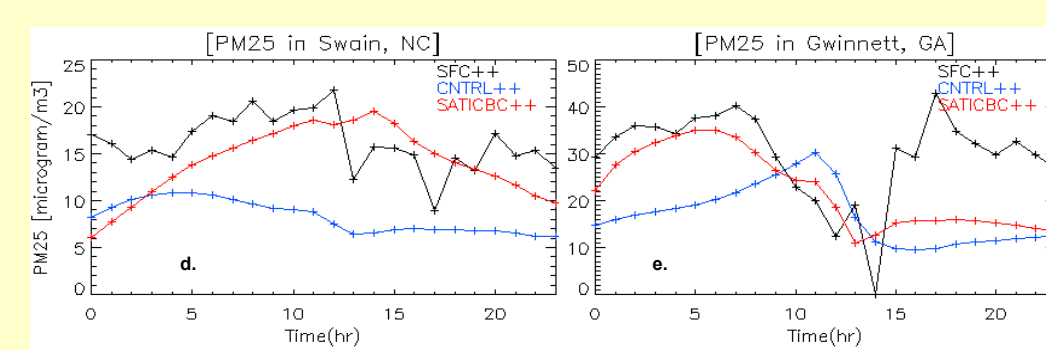 [PM25 in Swain, NC]
PM25 [microgram/m3]
25
20
15
10
5
0
SFC++
CNTRL++
SATICBC++
d.
0 5 10 15 20
Time(hr)
[PM25 in Gwinnett, GA]
50
40
30
20
10
0
SFC++
CNTRL++
SATICBC++
e.
0 5 10 15 20
Time(hr)